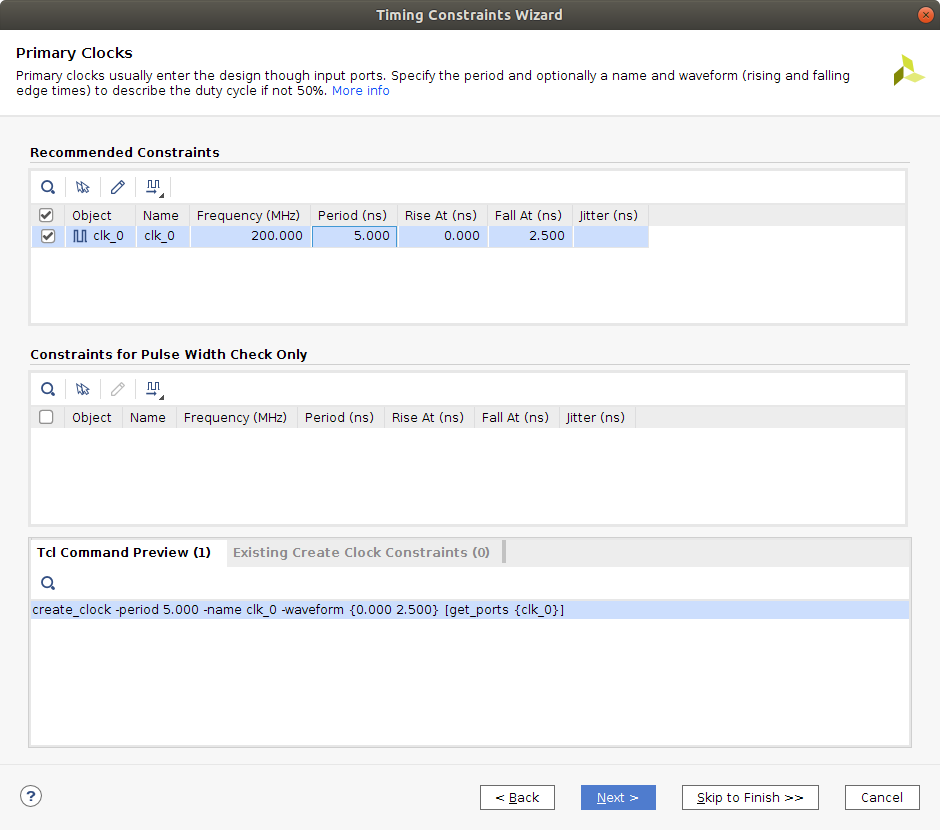 Timing Constraints Wizard
Primary Clocks
Primary clocks usually enter the design though input ports. Specify the period and optionally a name and waveform (rising and falling
edge times) to describe the duty cycle if not 50%. More info
Recommended Constraints
Object Name Frequency (MHz) Period (ns) Rise At (ns) Fall At (ns) Jitter (ns)
clk_0 clk_0 200.000 5.000 0.000 2.500
Constraints for Pulse Width Check Only
Object Name Frequency (MHz) Period (ns) Rise At (ns) Fall At (ns) Jitter (ns)
Tcl Command Preview (1) Existing Create Clock Constraints (0)
create_clock -period 5.000 -name clk_0 -waveform {0.000 2.500} [get_ports {clk_0}]
? < Back Next > Skip to Finish >> Cancel